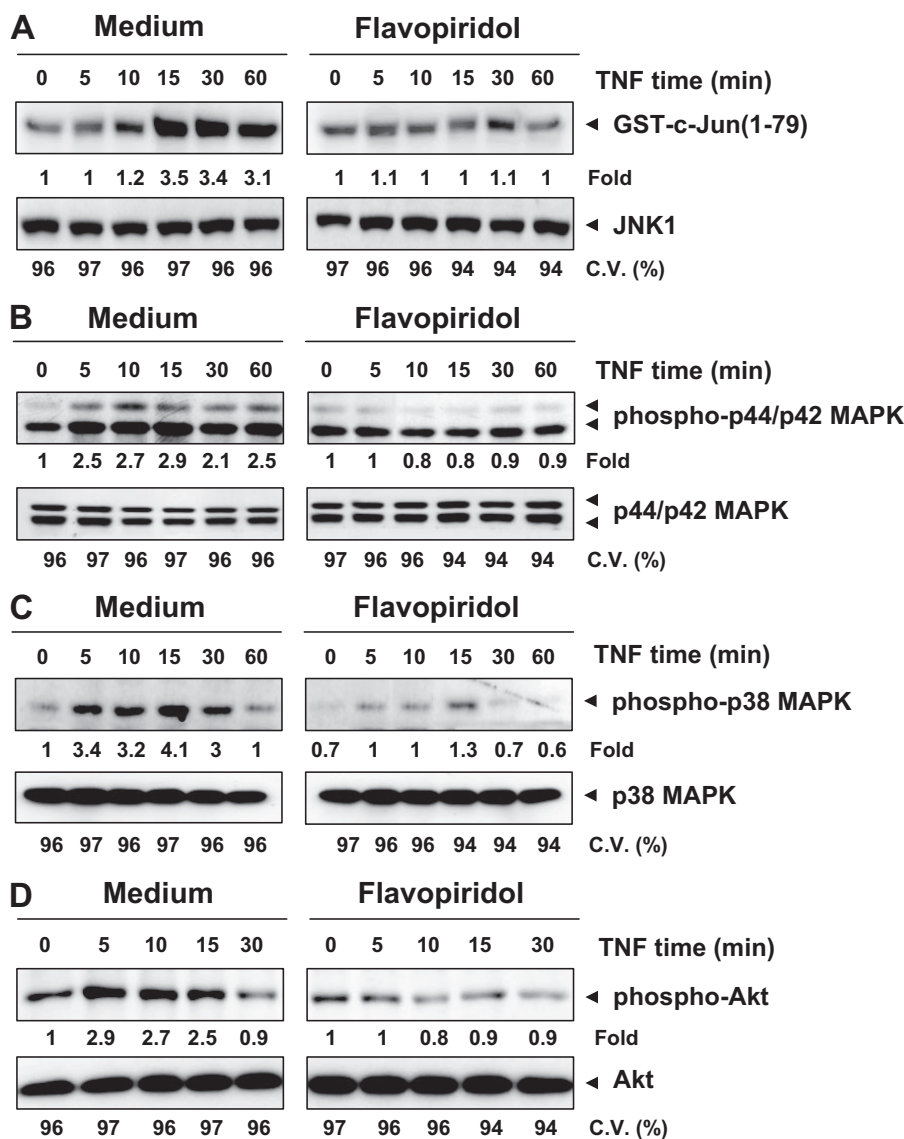 A Medium Flavopiridol
0 5 10 15 30 60 0 5 10 15 30 60 TNF time (min)
GST-c-Jun(1-79)
1 1 1.2 3.5 3.4 3.1 1 1.1 1 1 1.1 1 Fold
JNK1
96 97 96 97 96 96 97 96 96 94 94 94 C.V. (%)
B Medium Flavopiridol
0 5 10 15 30 60 0 5 10 15 30 60 TNF time (min)
phospho-p44/p42 MAPK
1 2.5 2.7 2.9 2.1 2.5 1 1 0.8 0.8 0.9 0.9 Fold
p44/p42 MAPK
96 97 96 97 96 96 97 96 96 94 94 94 C.V. (%)
C Medium Flavopiridol
0 5 10 15 30 60 0 5 10 15 30 60 TNF time (min)
phospho-p38 MAPK
1 3.4 3.2 4.1 3 1 0.7 1 1 1.3 0.7 0.6 Fold
p38 MAPK
96 97 96 97 96 96 97 96 96 94 94 94 C.V. (%)
D Medium Flavopiridol
0 5 10 15 30 0 5 10 15 30 TNF time (min)
phospho-Akt
1 2.9 2.7 2.5 0.9 1 1 0.8 0.9 0.9 Fold
Akt
96 97 96 97 96 97 96 96 94 94 C.V. (%)